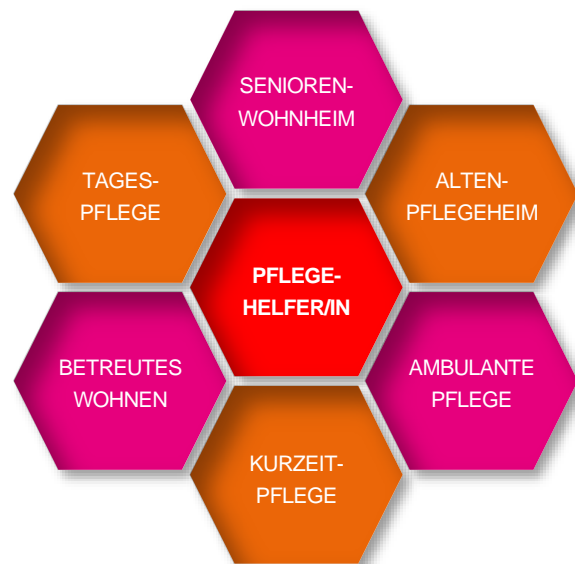 SENIOREN-
WOHNHEIM
TAGES-
PFLEGE
ALTEN-
PFLEGEHEIM
PFLEGE-
HELFER/IN
BETREUTES
WOHNEN
AMBULANTE
PFLEGE
KURZEIT-
PFLEGE